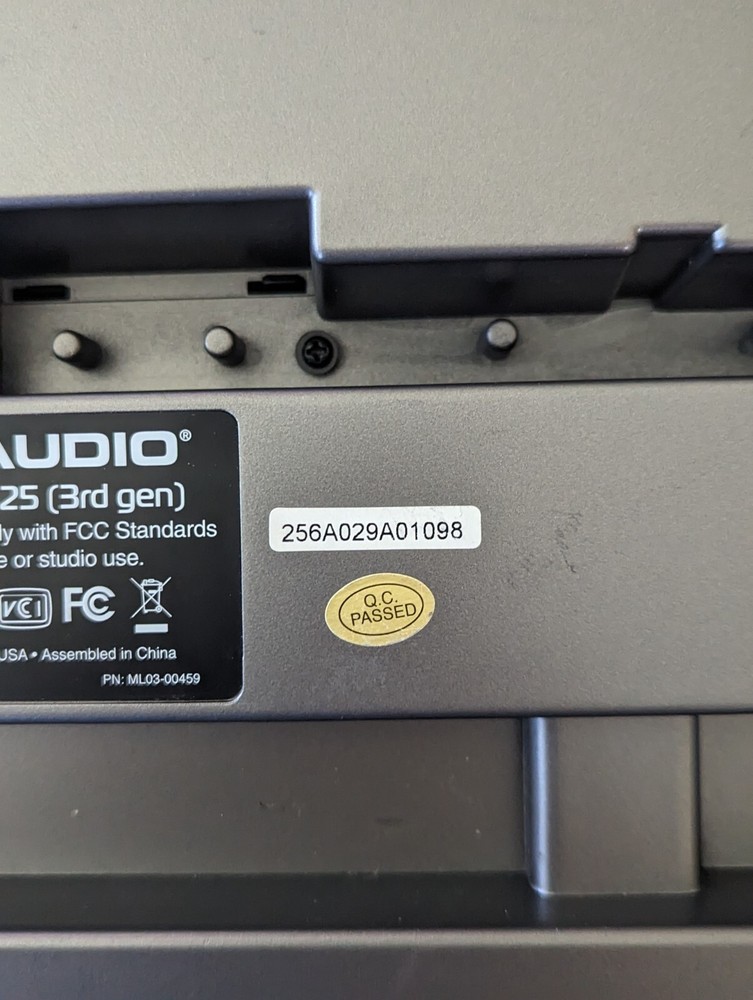 AUDIO®
25 (3rd gen)
ly with FCC Standards
e or studio use.
VCI FC
USA • Assembled in China
PN: ML03-00459
256A029A01098
Q.C.
PASSED